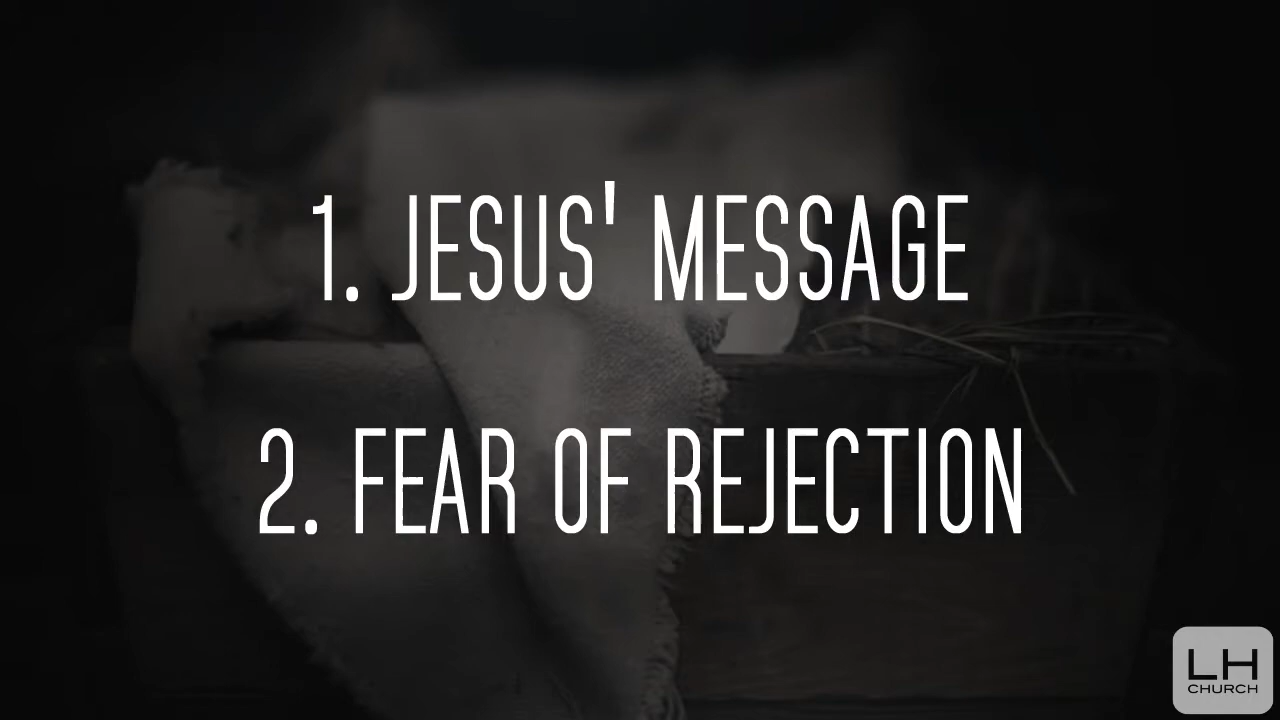 1. JESUS' MESSAGE
2. FEAR OF REJECTION
LH
CHURCH